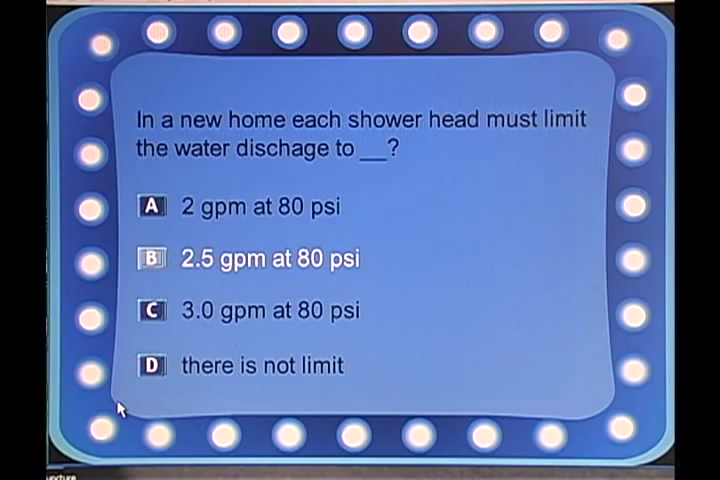 In a new home each shower head must limit
the water dischage to __?
A 2 gpm at 80 psi
B 2.5 gpm at 80 psi
C 3.0 gpm at 80 psi
D there is not limit